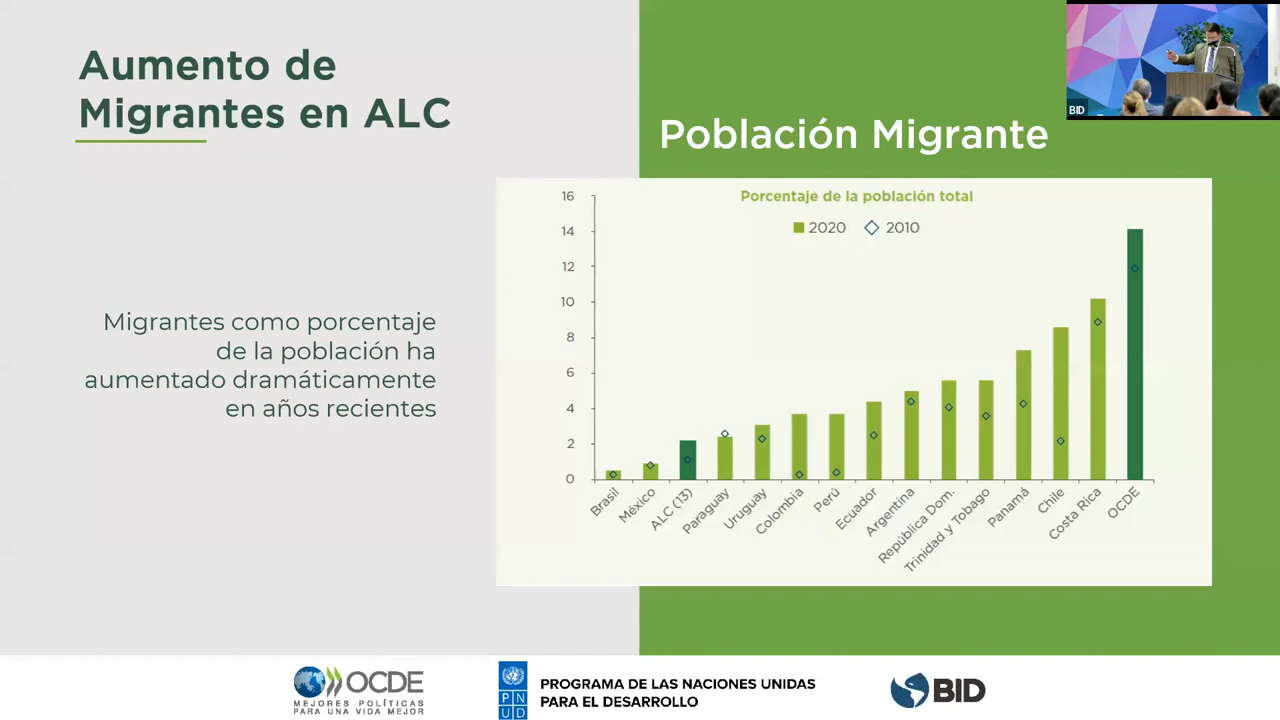 Aumento de
Migrantes en ALC
Migrantes como porcentaje
de la población ha
aumentado dramáticamente
en años recientes
Población Migrante
BID
Porcentaje de la población total
2020 2010
16
14
12
10
8
6
4
2
0
Brasil
México
ALC (13)
Paraguay
Uruguay
Colombia
Perú
Ecuador
Argentina
República Dom.
Trinidad y Tobago
Panamá
Chile
Costa Rica
OCDE
OCDE
MEJORES POLÍTICAS
PARA UNA VIDA MEJOR
PN
UD
PROGRAMA DE LAS NACIONES UNIDAS
PARA EL DESARROLLO
BID